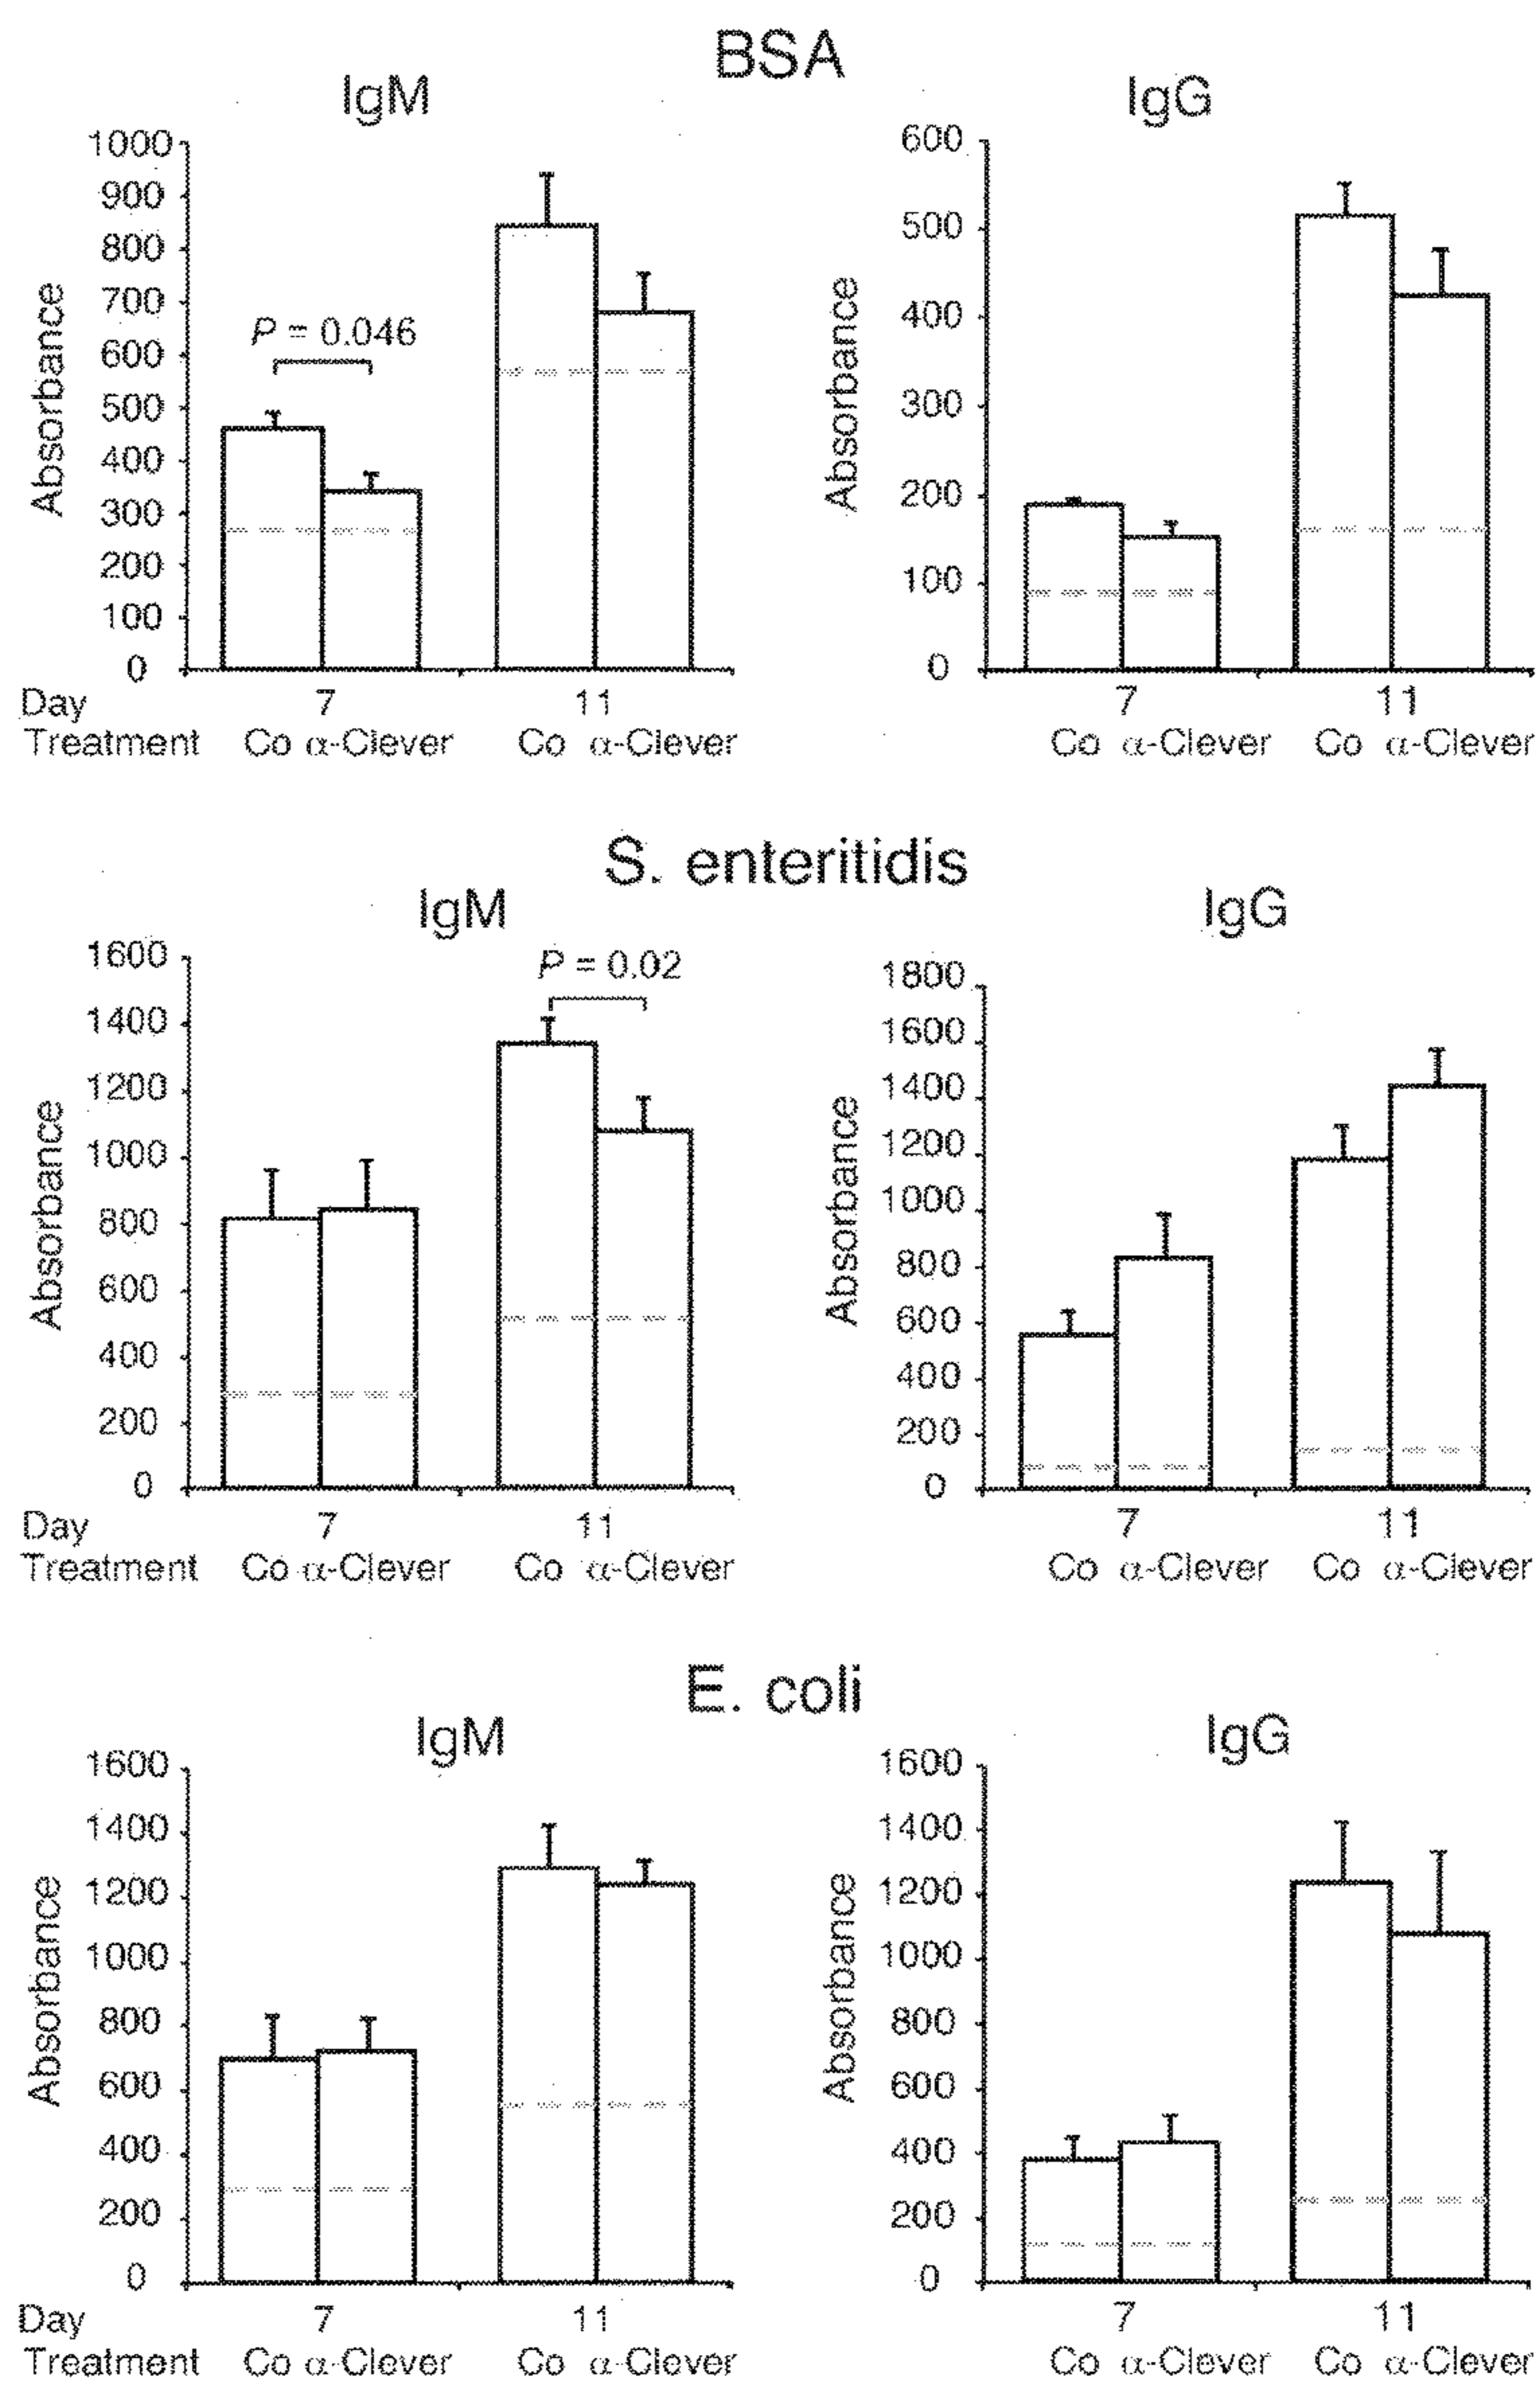 BSA
IgM
IgG
1000
900
800
700
600
500
400
300
200
100
0
Absorbance
P = 0.046
600
500
400
300
200
100
0
Absorbance
Day 7 11 7 11
Treatment Co α-Clever Co α-Clever Co α-Clever Co α-Clever
S. enteritidis
IgM
IgG
1600
1400
1200
1000
800
600
400
200
0
Absorbance
P = 0.02
1800
1600
1400
1200
1000
800
600
400
200
0
Absorbance
Day 7 11 7 11
Treatment Co α-Clever Co α-Clever Co α-Clever Co α-Clever
E. coli
IgM
IgG
1600
1400
1200
1000
800
600
400
200
0
Absorbance
1600
1400
1200
1000
800
600
400
200
0
Absorbance
Day 7 11 7 11
Treatment Co α-Clever Co α-Clever Co α-Clever Co α-Clever